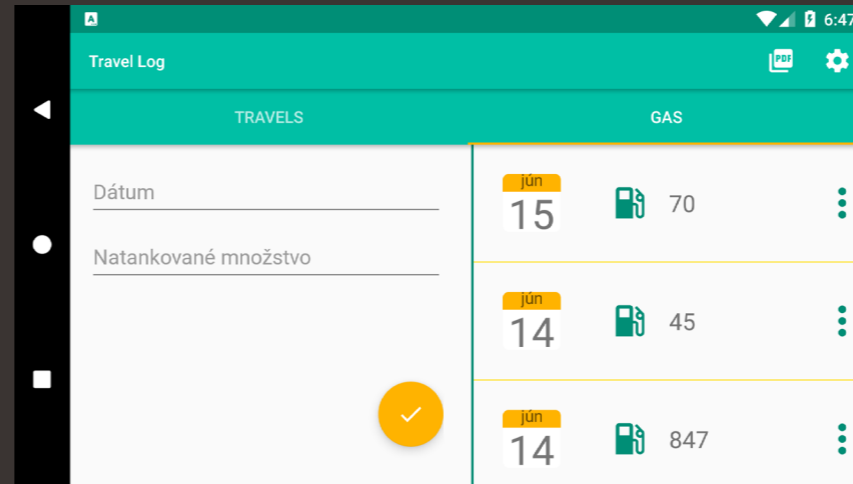 A
6:47
Travel Log
PDF
TRAVELS
GAS
Dátum
Natankované množstvo
jún
15
70
jún
14
45
jún
14
847